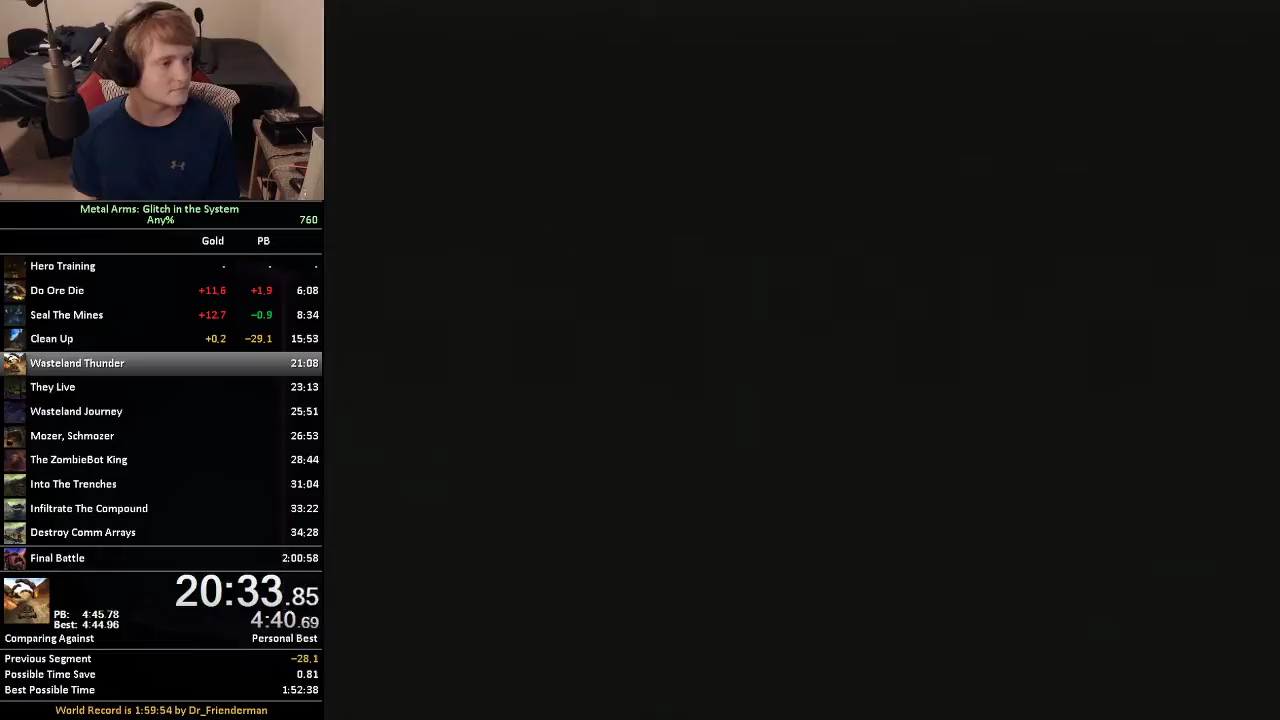 Metal Arms: Glitch in the System
Any% 760
Gold PB
Hero Training - - -
Do Ore Die +11.6 +1.9 6:08
Seal The Mines +12.7 −0.9 8:34
Clean Up +0.2 −29.1 15:53
Wasteland Thunder 21:08
They Live 23:13
Wasteland Journey 25:51
Mozer, Schmozer 26:53
The ZombieBot King 28:44
Into The Trenches 31:04
Infiltrate The Compound 33:22
Destroy Comm Arrays 34:28
Final Battle 2:00:58
20:33.85
PB: 4:45.78 4:40.69
Best: 4:44.96
Comparing Against Personal Best
Previous Segment −28.1
Possible Time Save 0.81
Best Possible Time 1:52:38
World Record is 1:59:54 by Dr_Frienderman